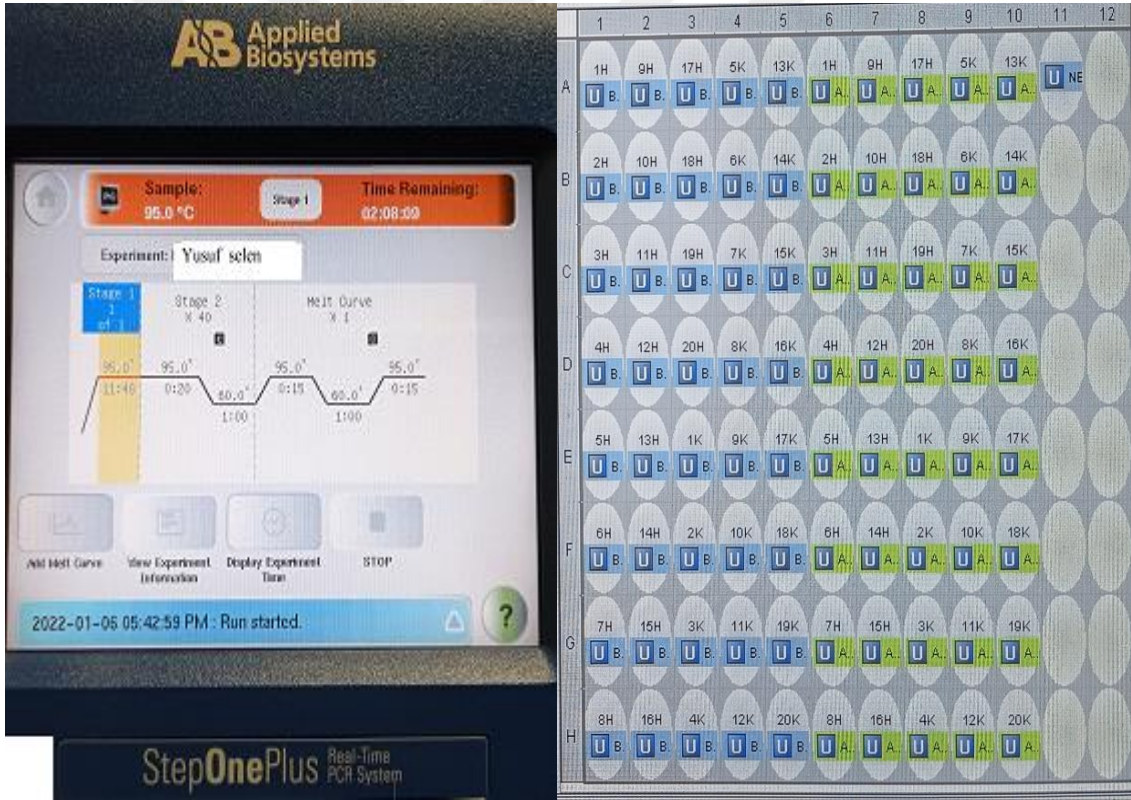 AB Applied
Biosystems
Sample:
95.0 °C
Stage 1
Time Remaining:
02:08:09
Experiment:
Yusuf selen
Stage 1
1
of 1
Stage 2
X 40
Melt Curve
X 1
95.0°
95.0°
95.0°
95.0°
0:20
60.0°
0:15
60.0°
0:15
1:00
1:00
Add Melt Curve
View Experiment
Information
Display Experiment
Time
STOP
2022-01-06 05:42:59 PM : Run started.
?
StepOnePlus Real-Time
PCR System
1 2 3 4 5 6 7 8 9 10 11 12
1H 9H 17H 5K 13K 1H 9H 17H 5K 13K
A U B. U B. U B. U B. U B. U A. U A.. U A.. U A.. U A.. U NE
2H 10H 18H 6K 14K 2H 10H 18H 6K 14K
B U B. U B. U B. U B. U B. U A. U A.. U A.. U A.. U A..
3H 11H 19H 7K 15K 3H 11H 19H 7K 15K
C U B. U B. U B. U B. U B. U A. U A.. U A.. U A.. U A..
4H 12H 20H 8K 16K 4H 12H 20H 8K 16K
D U B. U B. U B. U B. U B. U A. U A.. U A.. U A.. U A..
5H 13H 1K 9K 17K 5H 13H 1K 9K 17K
E U B. U B. U B. U B. U B. U A. U A.. U A.. U A.. U A..
6H 14H 2K 10K 18K 6H 14H 2K 10K 18K
F U B. U B. U B. U B. U B. U A. U A.. U A.. U A.. U A..
7H 15H 3K 11K 19K 7H 15H 3K 11K 19K
G U B. U B. U B. U B. U B. U A. U A.. U A.. U A.. U A..
8H 16H 4K 12K 20K 8H 16H 4K 12K 20K
H U B. U B. U B. U B. U B. U A. U A.. U A.. U A.. U A..